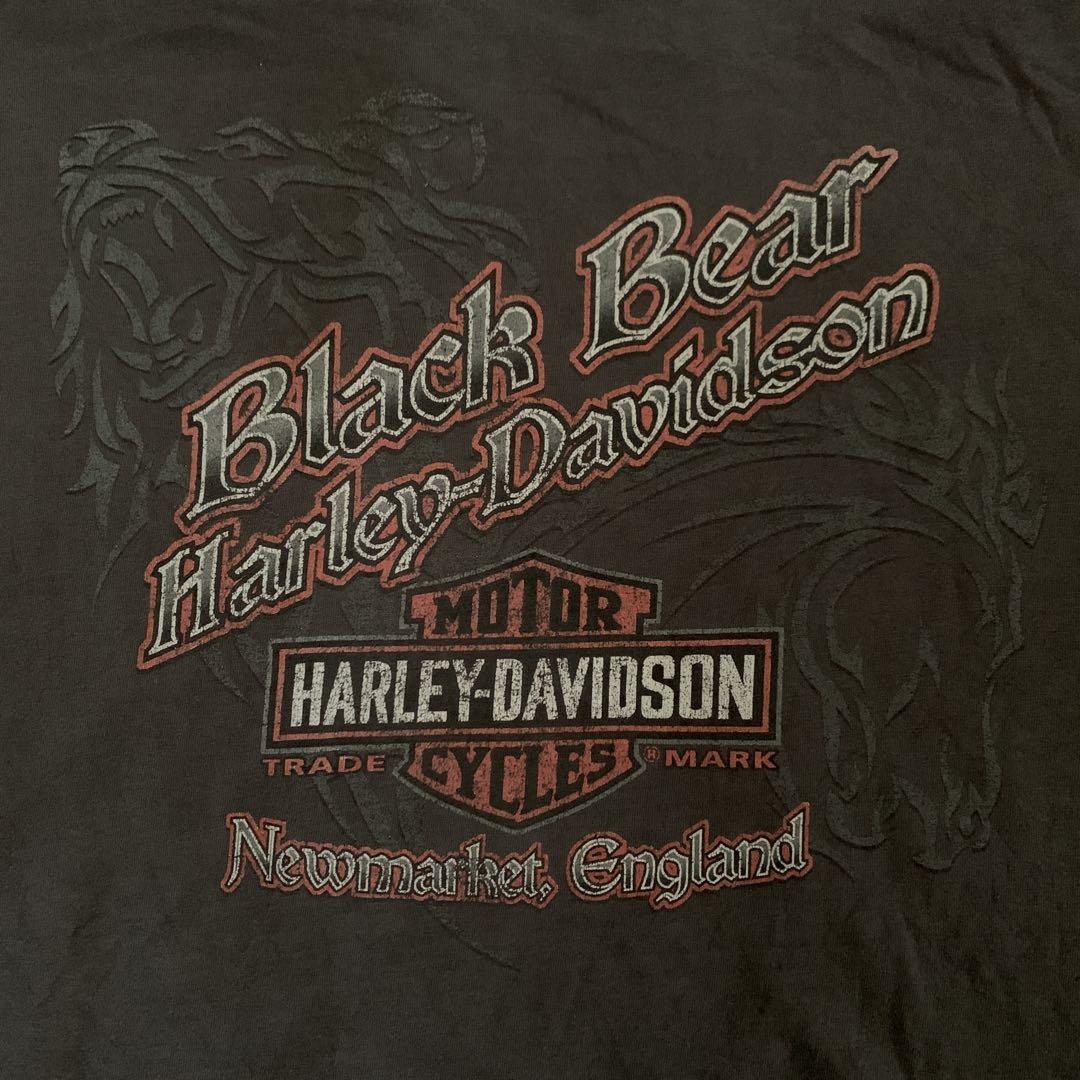 Black Bear
Harley-Davidson
MOTOR
HARLEY-DAVIDSON
CYCLES
TRADE ® MARK
Newmarket, England